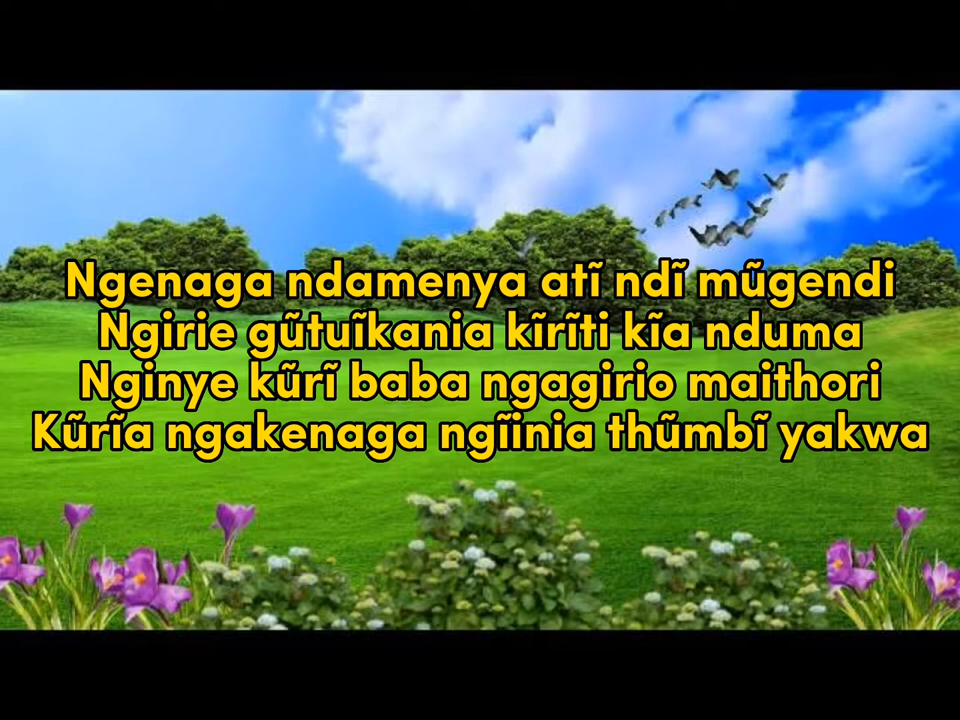 Ngenaga ndamenya atĩ ndĩ mũgendi
Ngirie gũtuĩkania kĩrĩti kĩa nduma
Nginye kũrĩ baba ngagirio maithori
Kũrĩa ngakenaga ngĩinia thũmbĩ yakwa